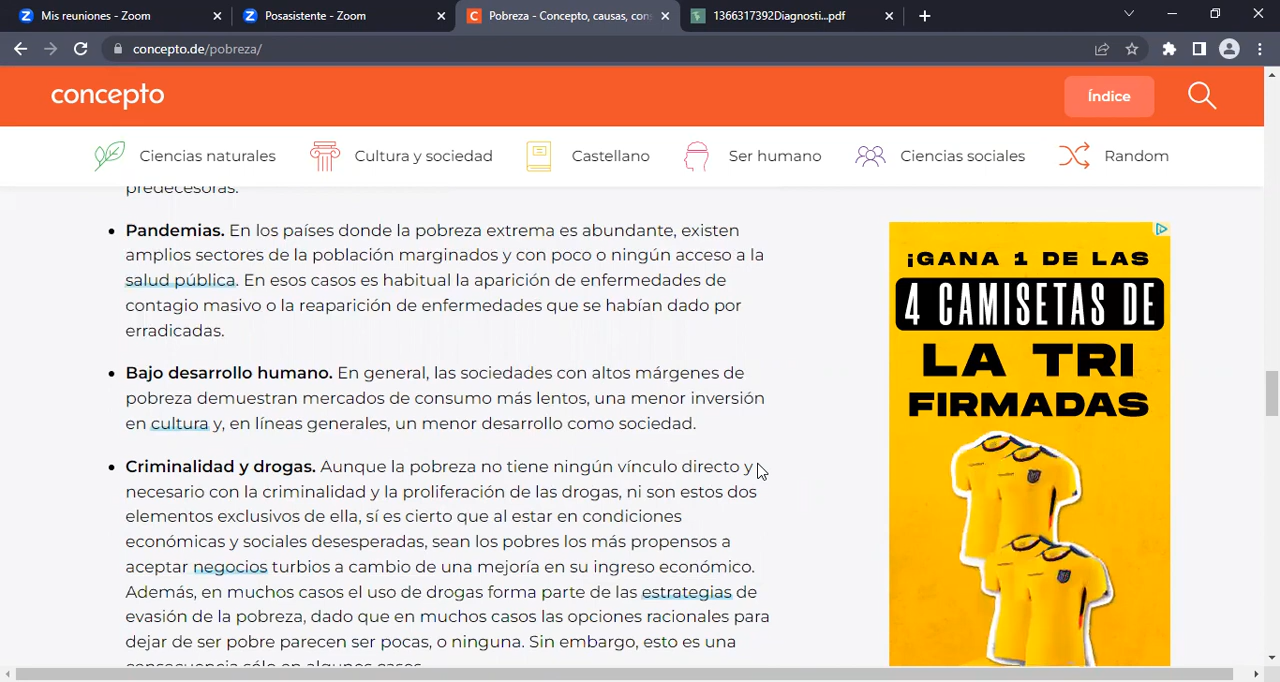 Mis reuniones - Zoom
Posasistente - Zoom
Pobreza - Concepto, causas, con
1366317392Diagnosti...pdf
concepto.de/pobreza/
concepto
Índice
Ciencias naturales
Cultura y sociedad
Castellano
Ser humano
Ciencias sociales
Random
predecesoras.
• Pandemias. En los países donde la pobreza extrema es abundante, existen
amplios sectores de la población marginados y con poco o ningún acceso a la
salud pública. En esos casos es habitual la aparición de enfermedades de
contagio masivo o la reaparición de enfermedades que se habían dado por
erradicadas.
• Bajo desarrollo humano. En general, las sociedades con altos márgenes de
pobreza demuestran mercados de consumo más lentos, una menor inversión
en cultura y, en líneas generales, un menor desarrollo como sociedad.
• Criminalidad y drogas. Aunque la pobreza no tiene ningún vínculo directo y
necesario con la criminalidad y la proliferación de las drogas, ni son estos dos
elementos exclusivos de ella, sí es cierto que al estar en condiciones
económicas y sociales desesperadas, sean los pobres los más propensos a
aceptar negocios turbios a cambio de una mejoría en su ingreso económico.
Además, en muchos casos el uso de drogas forma parte de las estrategias de
evasión de la pobreza, dado que en muchos casos las opciones racionales para
dejar de ser pobre parecen ser pocas, o ninguna. Sin embargo, esto es una
consecuencia sólo en algunos casos.
¡GANA 1 DE LAS
4 CAMISETAS DE
LA TRI
FIRMADAS